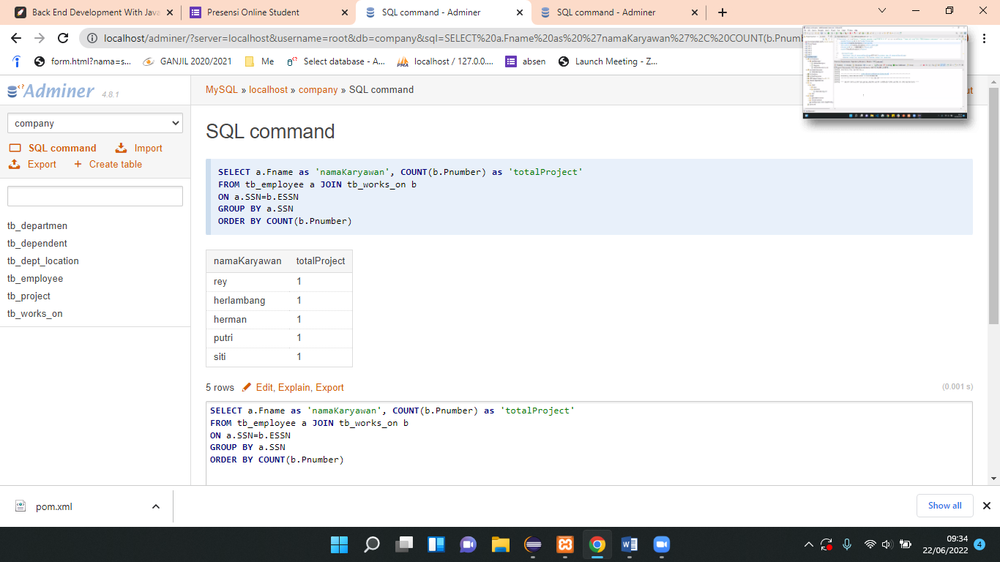 Back End Development With Java
Presensi Online Student
SQL command - Adminer
SQL command - Adminer
localhost/adminer/?server=localhost&username=root&db=company&sql=SELECT%20a.Fname%20as%20%27namaKaryawan%27%2C%20COUNT(b.Pnum
form.html?nama=s...
GANJIL 2020/2021
Me
Select database - A...
localhost / 127.0.0....
absen
Launch Meeting - Z...
Adminer 4.8.1
MySQL » localhost » company » SQL command
company
SQL command
Import
Export
Create table
tb_departmen
tb_dependent
tb_dept_location
tb_employee
tb_project
tb_works_on
SQL command
SELECT a.Fname as 'namaKaryawan', COUNT(b.Pnumber) as 'totalProject'
FROM tb_employee a JOIN tb_works_on b
ON a.SSN=b.ESSN
GROUP BY a.SSN
ORDER BY COUNT(b.Pnumber)
namaKaryawan totalProject
rey 1
herlambang 1
herman 1
putri 1
siti 1
5 rows Edit, Explain, Export
(0.001 s)
SELECT a.Fname as 'namaKaryawan', COUNT(b.Pnumber) as 'totalProject'
FROM tb_employee a JOIN tb_works_on b
ON a.SSN=b.ESSN
GROUP BY a.SSN
ORDER BY COUNT(b.Pnumber)
pom.xml
Show all
09:34
22/06/2022
4